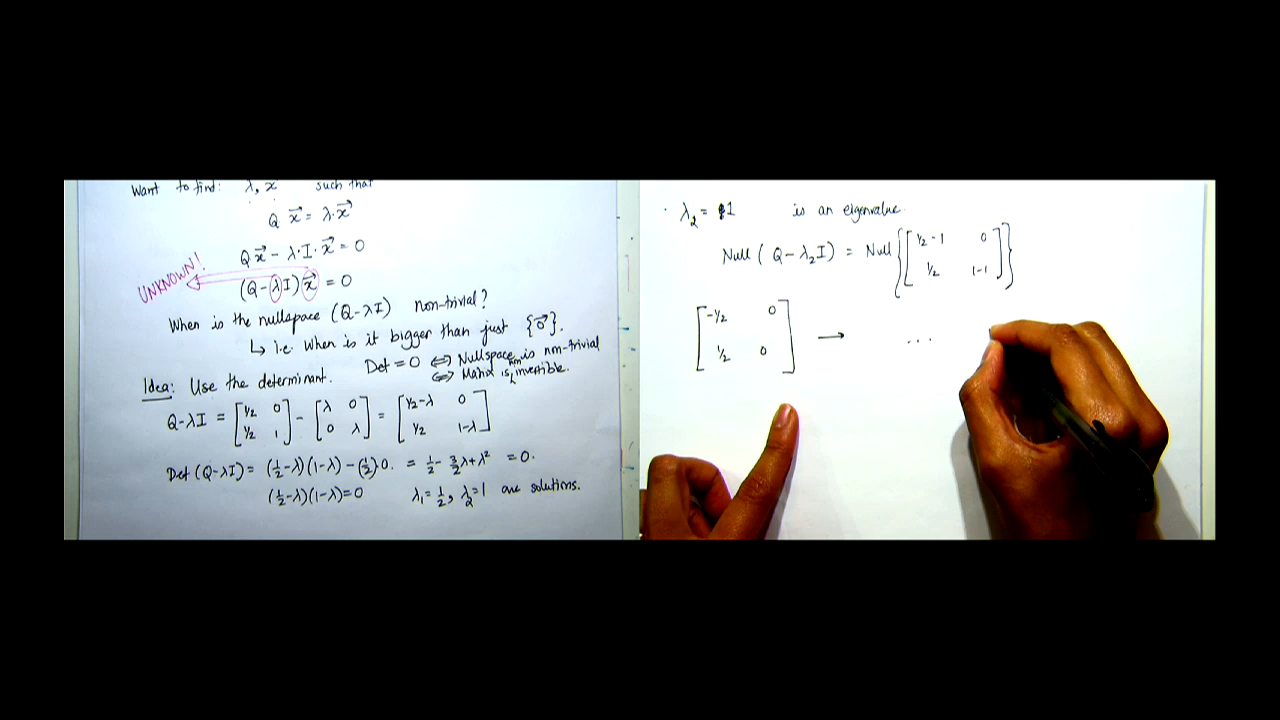 Want to find: λ, x such that
Q x⃗ = λ·x⃗
Q x⃗ − λ·I·x⃗ = 0
UNKNOWN!
(Q−λI) x⃗ = 0
When is the nullspace (Q−λI) non-trivial?
↳ i.e. When is it bigger than just {0⃗}.
Det = 0 ⇔ Nullspace is nm-trivial
⇔ Matrix is nm invertible.
Idea: Use the determinant.
Q−λI = [1/2 0; 1/2 1] − [λ 0; 0 λ] = [1/2−λ 0; 1/2 1−λ]
Det (Q−λI) = (1/2−λ)(1−λ) − (1/2)·0. = 1/2 − 3/2 λ + λ² = 0.
(1/2−λ)(1−λ)=0 λ₁=1/2, λ₂=1 are solutions.
· λ₂ = 1 is an eigenvalue.
Null ( Q−λ₂I) = Null {[1/2−1 0; 1/2 1−1]}
[−1/2 0; 1/2 0] → ...